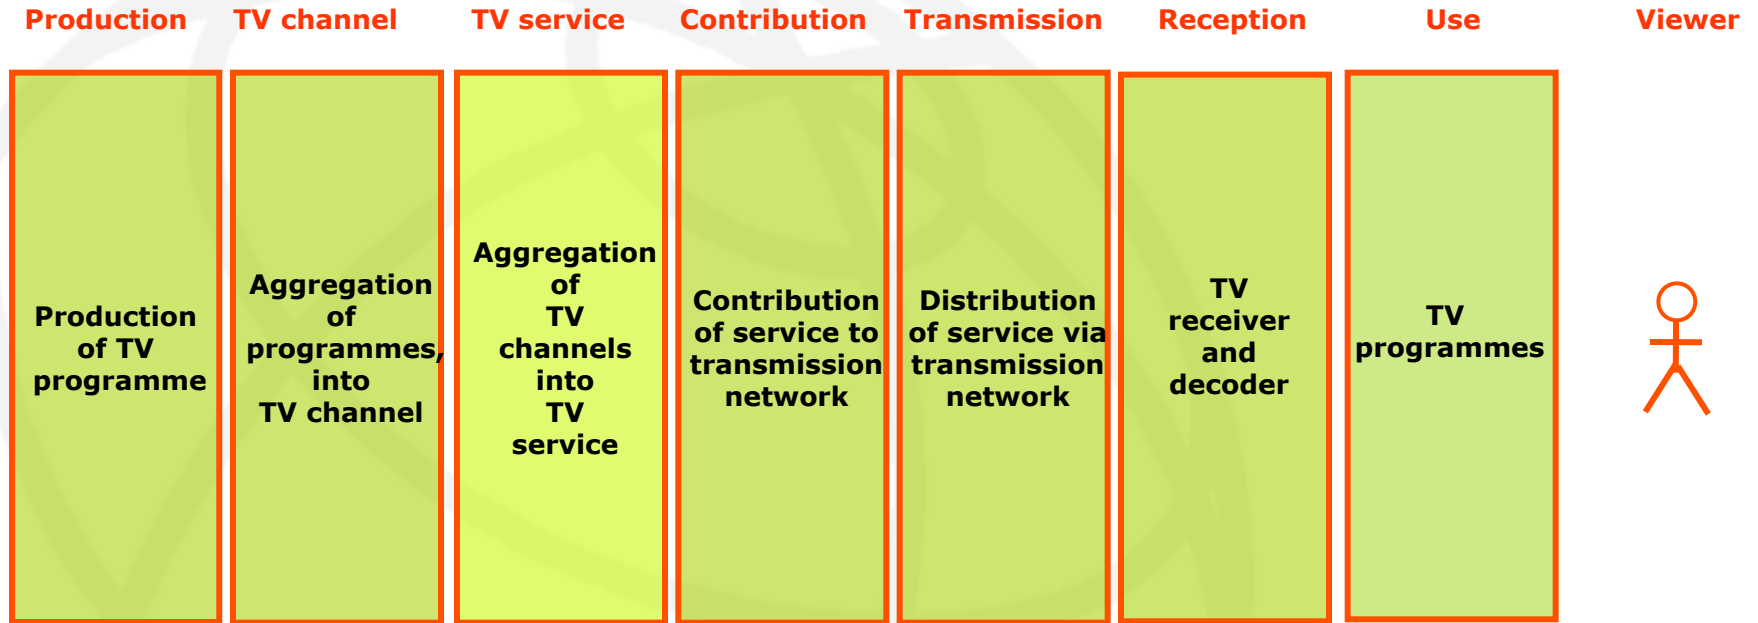 Production TV channel TV service Contribution Transmission Reception Use Viewer
Production
of TV
programme
Aggregation
of
programmes,
into
TV channel
Aggregation
of
TV
channels
into
TV
service
Contribution
of service to
transmission
network
Distribution
of service via
transmission
network
TV
receiver
and
decoder
TV
programmes